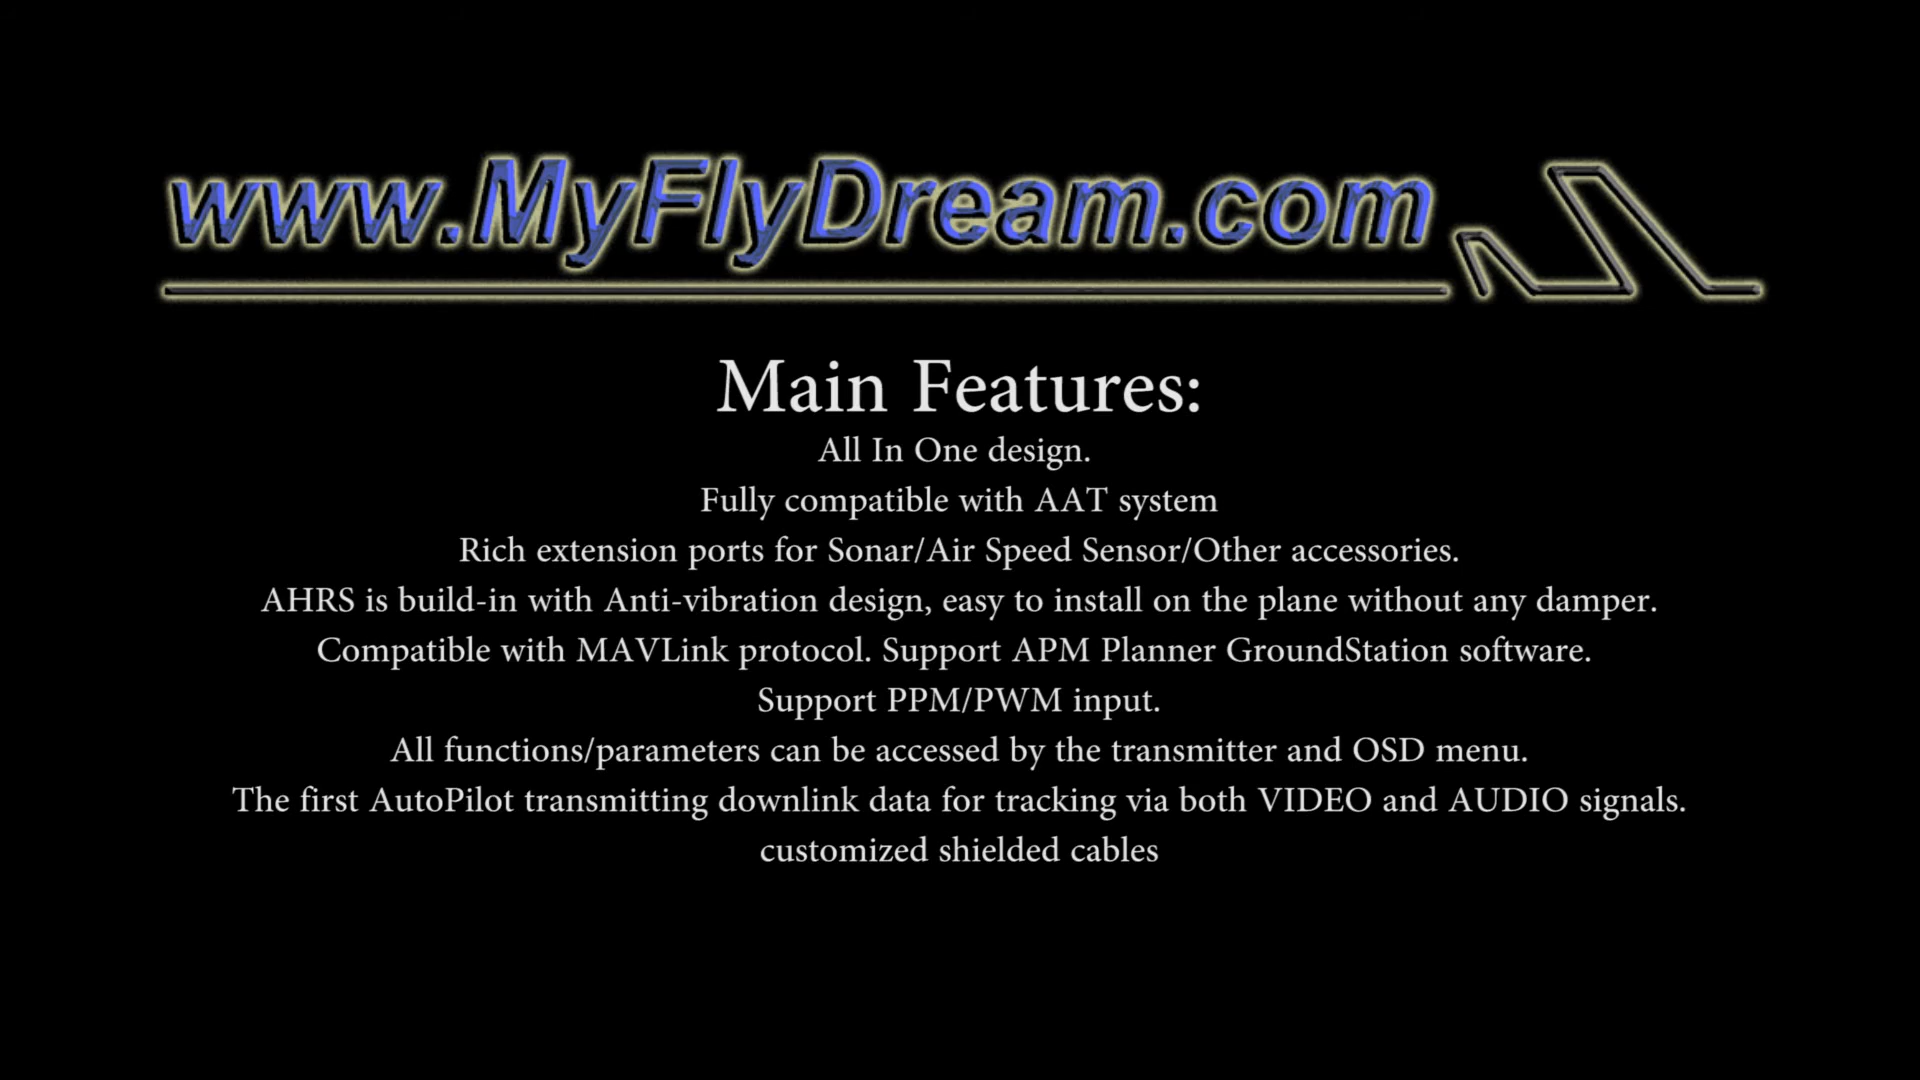 www.MyFlyDream.com
Main Features:
All In One design.
Fully compatible with AAT system
Rich extension ports for Sonar/Air Speed Sensor/Other accessories.
AHRS is build-in with Anti-vibration design, easy to install on the plane without any damper.
Compatible with MAVLink protocol. Support APM Planner GroundStation software.
Support PPM/PWM input.
All functions/parameters can be accessed by the transmitter and OSD menu.
The first AutoPilot transmitting downlink data for tracking via both VIDEO and AUDIO signals.
customized shielded cables